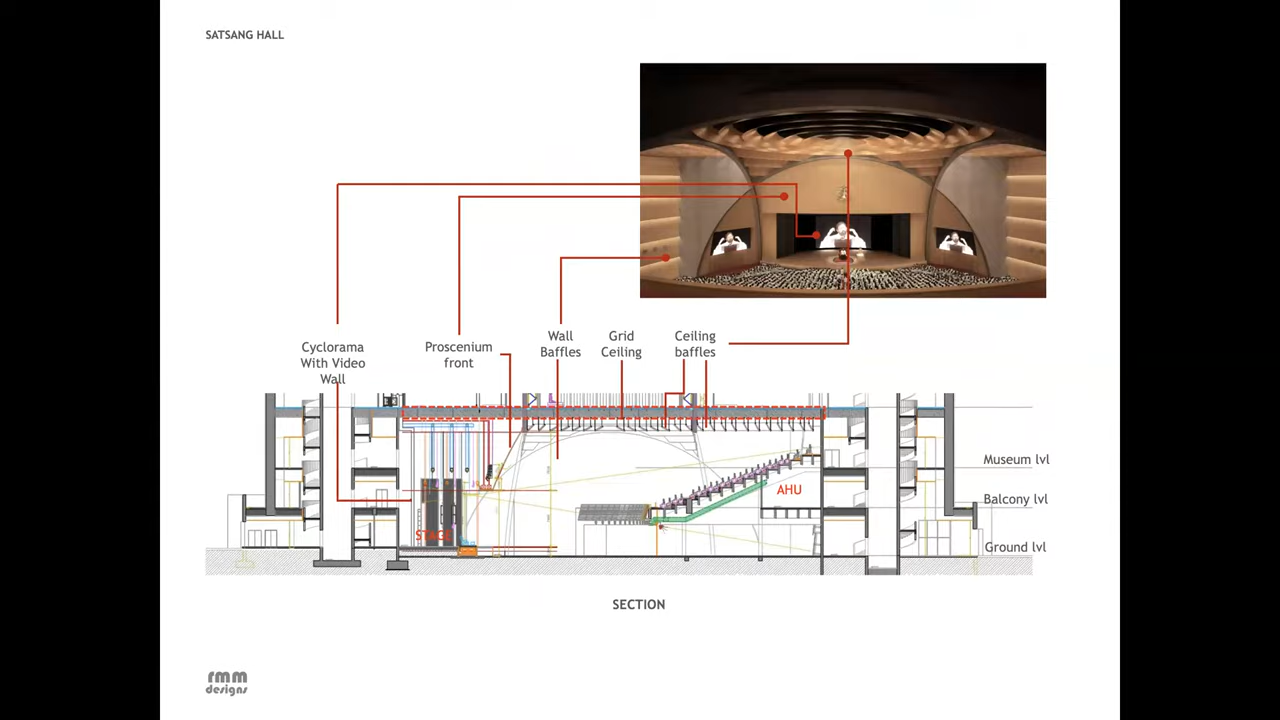 SATSANG HALL
Cyclorama
With Video
Wall
Proscenium
front
Wall
Baffles
Grid
Ceiling
Ceiling
baffles
Museum lvl
AHU
Balcony lvl
STAGE
Ground lvl
SECTION
rmm
designs